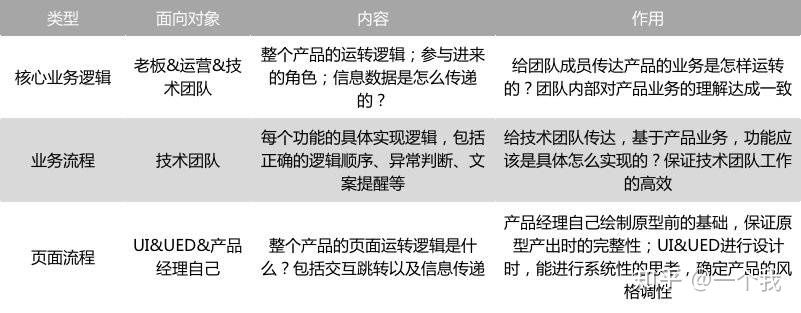 类型
面向对象
内容
作用
核心业务逻辑
老板&运营&技
术团队
整个产品的运转逻辑；参与进来
的角色；信息数据是怎么传递
的？
给团队成员传达产品的业务是怎样运转
的？团队内部对产品业务的理解达成一致
业务流程
技术团队
每个功能的具体实现逻辑，包括
正确的逻辑顺序、异常判断、文
案提醒等
给技术团队传达，基于产品业务，功能应
该是具体怎么实现的？保证技术团队工作
的高效
页面流程
UI&UED&产品
经理自己
整个产品的页面运转逻辑是什
么？包括交互跳转以及信息传递
产品经理自己绘制原型前的基础，保证原
型产出时的完整性；UI&UED进行设计
时，能进行系统性的思考，确定产品的风
格调性
知乎 @一个我